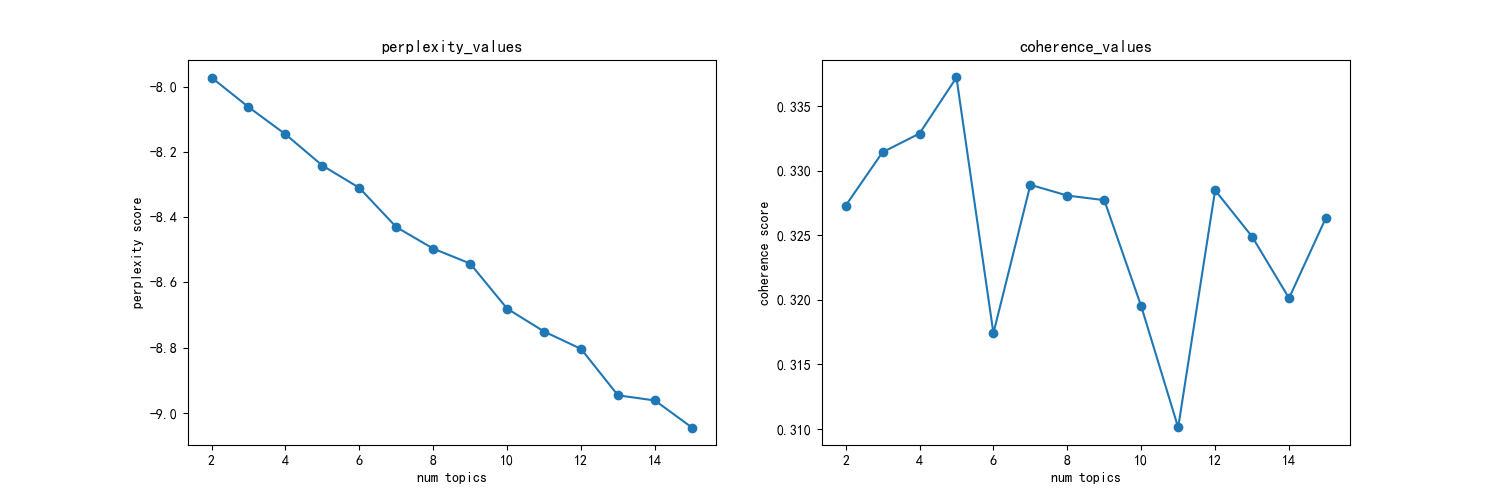 perplexity_values
perplexity score
-8.0
-8.2
-8.4
-8.6
-8.8
-9.0
2 4 6 8 10 12 14
num topics
coherence_values
coherence score
0.335
0.330
0.325
0.320
0.315
0.310
2 4 6 8 10 12 14
num topics